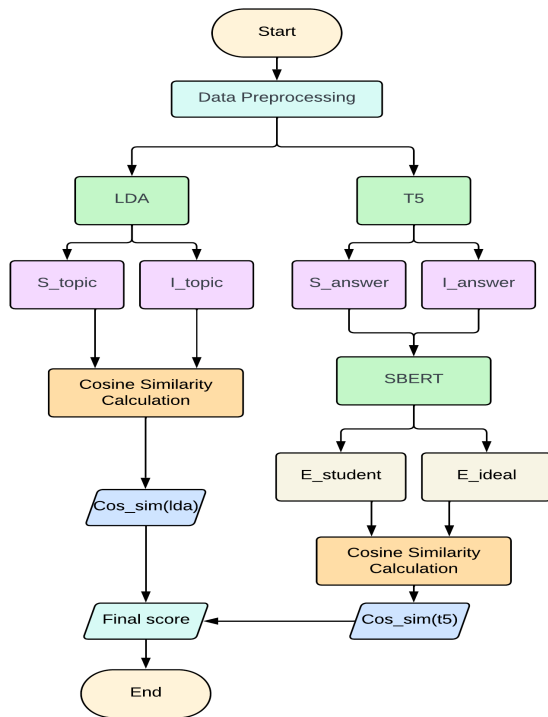 Start
Data Preprocessing
LDA
T5
S_topic
I_topic
S_answer
I_answer
SBERT
Cosine Similarity
Calculation
E_student
E_ideal
Cos_sim(lda)
Cosine Similarity
Calculation
Final score
Cos_sim(t5)
End